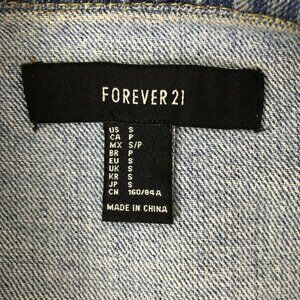 FOREVER 21
US S
CA P
MX S/P
BR P
EU S
UK S
KR S
JP S
CN 160/84A
MADE IN CHINA